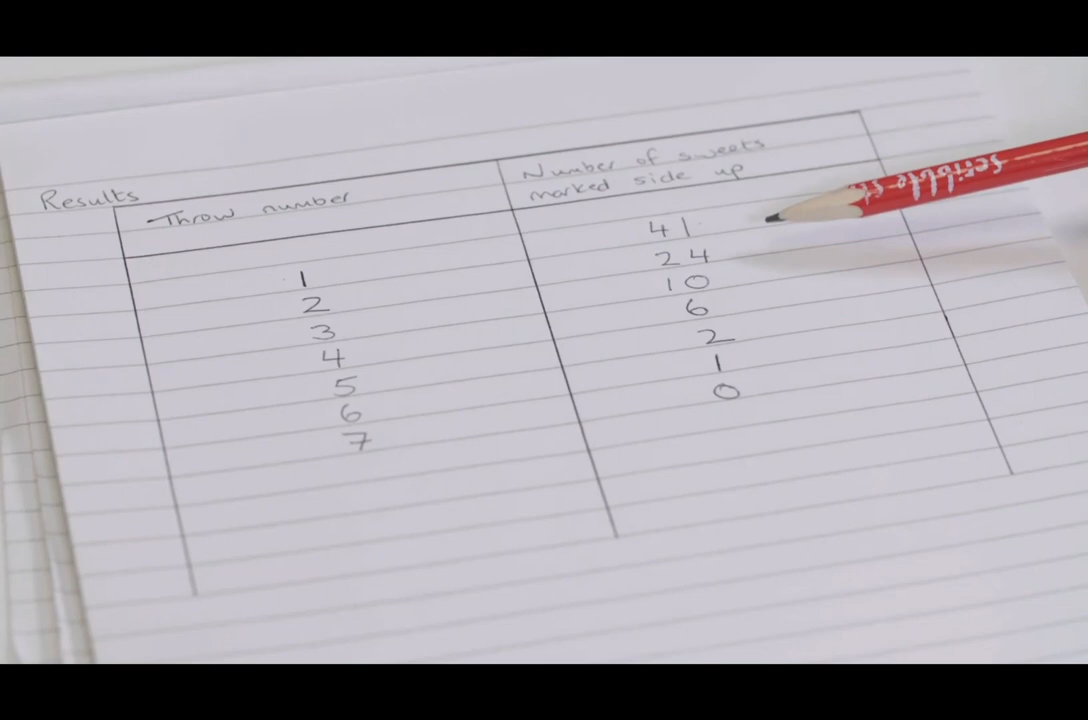 Results
Throw number
Number of sweets
marked side up
1 41
2 24
3 10
4 6
5 2
6 1
7 0
Scribble